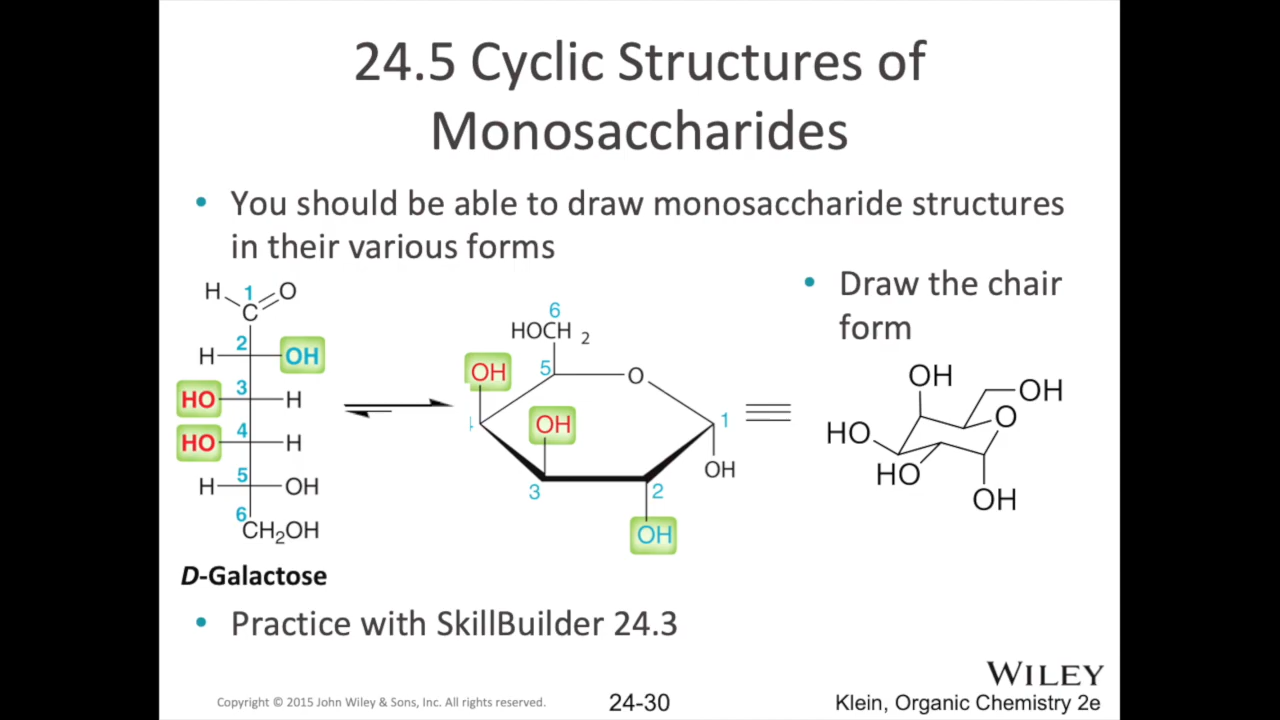 24.5 Cyclic Structures of
Monosaccharides
• You should be able to draw monosaccharide structures
in their various forms
• Draw the chair
form
H 1 O
C
2
H OH
3
HO H
4
HO H
5
H OH
6
CH2OH
D-Galactose
6
HOCH 2
OH 5 O
OH 1
4
OH
3 2
OH
OH
OH
O
HO
HO
OH
• Practice with SkillBuilder 24.3
WILEY
Copyright © 2015 John Wiley & Sons, Inc. All rights reserved. 24-30 Klein, Organic Chemistry 2e